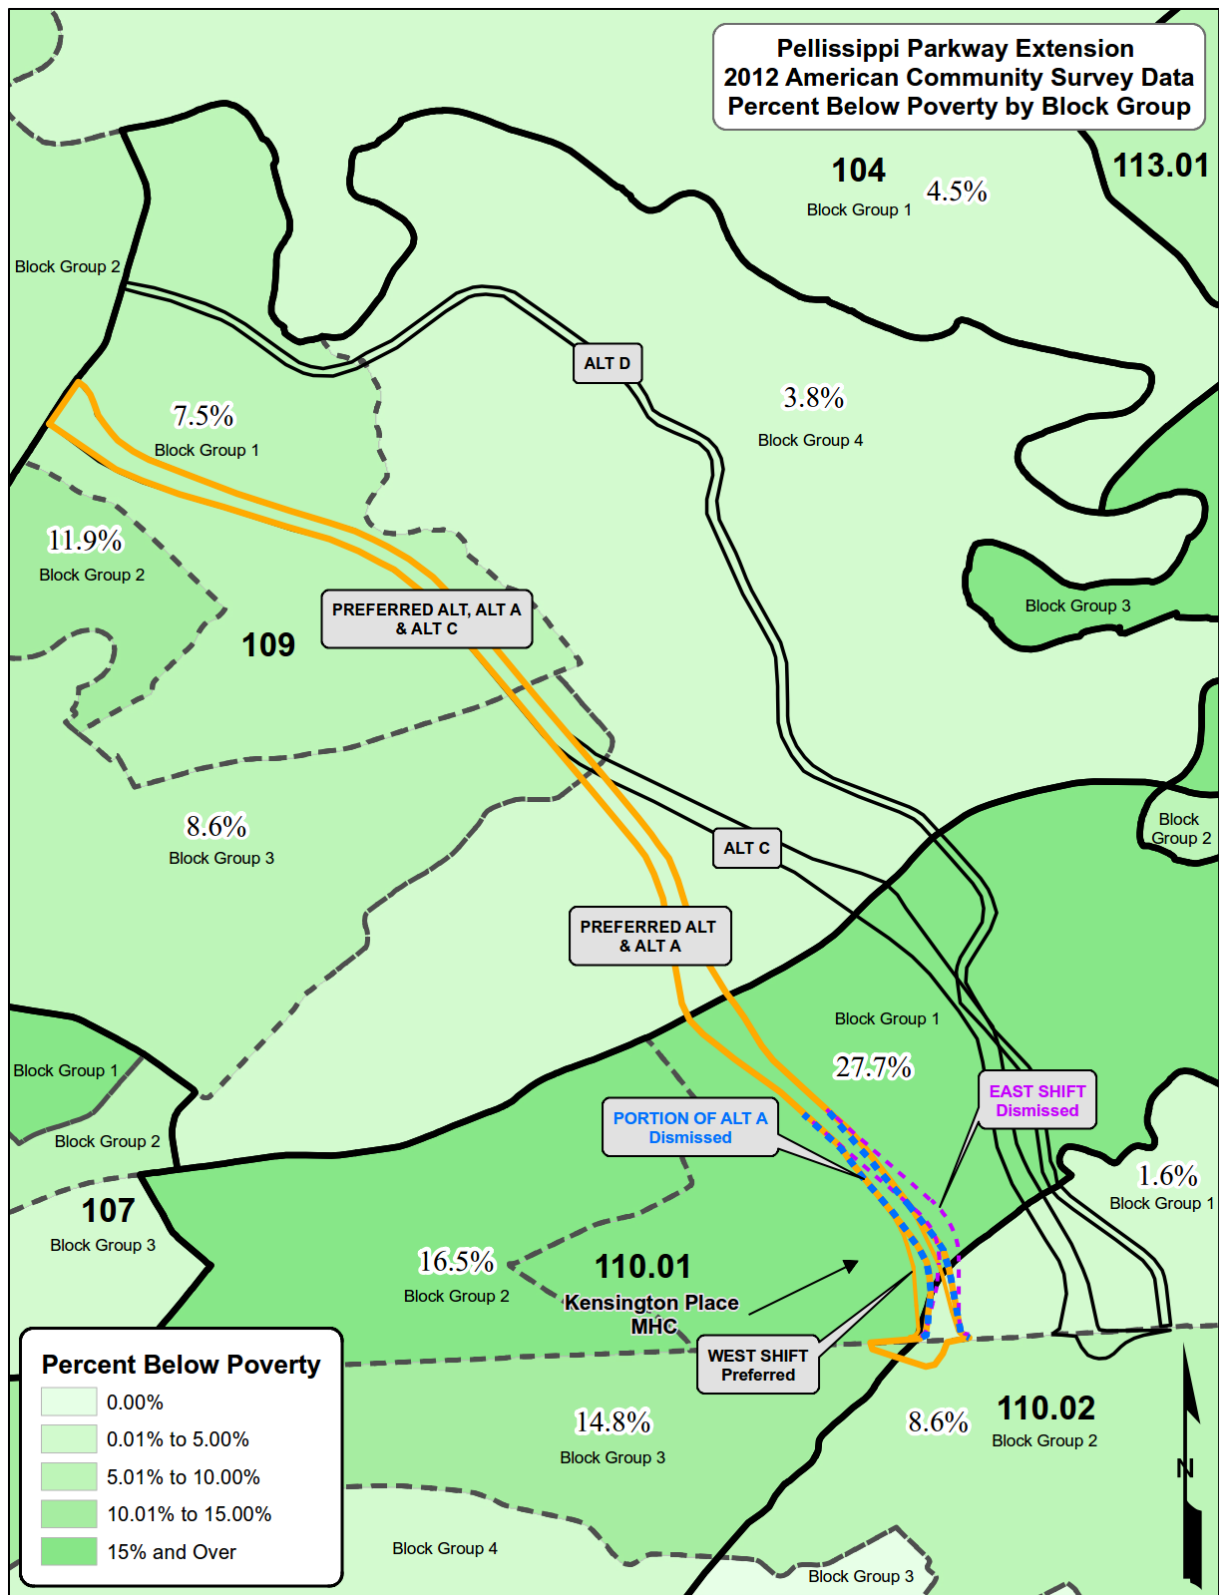 Pellissippi Parkway Extension
2012 American Community Survey Data
Percent Below Poverty by Block Group
104
113.01
4.5%
Block Group 1
Block Group 2
ALT D
7.5%
Block Group 1
3.8%
Block Group 4
11.9%
Block Group 2
Block Group 3
PREFERRED ALT, ALT A
& ALT C
109
8.6%
Block Group 3
Block
Group 2
ALT C
PREFERRED ALT
& ALT A
Block Group 1
27.7%
Block Group 1
EAST SHIFT
Dismissed
PORTION OF ALT A
Dismissed
Block Group 2
1.6%
Block Group 1
107
Block Group 3
16.5%
Block Group 2
110.01
Kensington Place
MHC
WEST SHIFT
Preferred
14.8%
Block Group 3
8.6%
110.02
Block Group 2
N
Block Group 4
Block Group 3
Percent Below Poverty
0.00%
0.01% to 5.00%
5.01% to 10.00%
10.01% to 15.00%
15% and Over